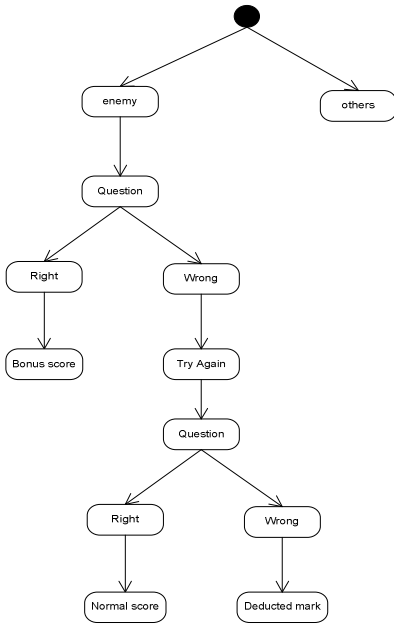 enemy
others
Question
Right
Wrong
Bonus score
Try Again
Question
Right
Wrong
Normal score
Deducted mark